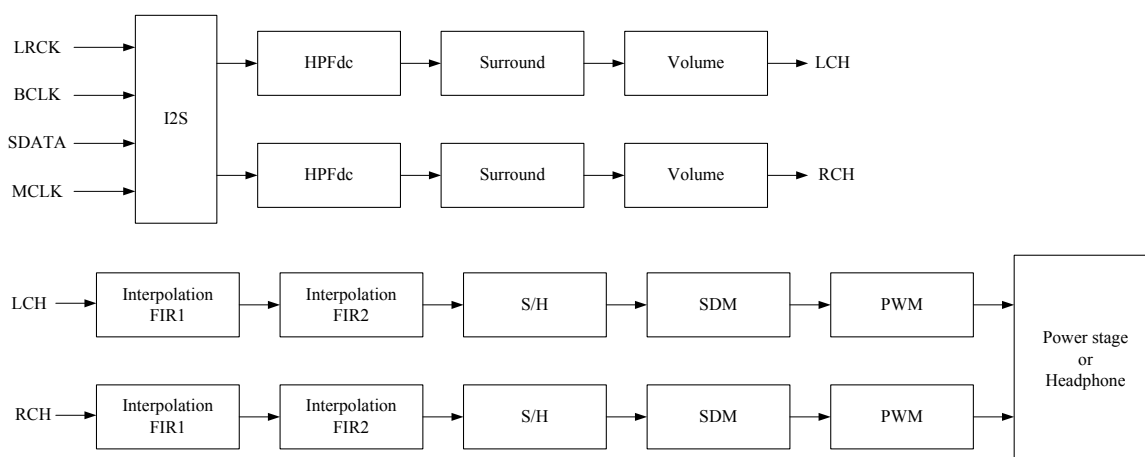 LRCK
BCLK
SDATA
MCLK
I2S
HPFdc
Surround
Volume
LCH
HPFdc
Surround
Volume
RCH
LCH
Interpolation
FIR1
Interpolation
FIR2
S/H
SDM
PWM
RCH
Interpolation
FIR1
Interpolation
FIR2
S/H
SDM
PWM
Power stage
or
Headphone